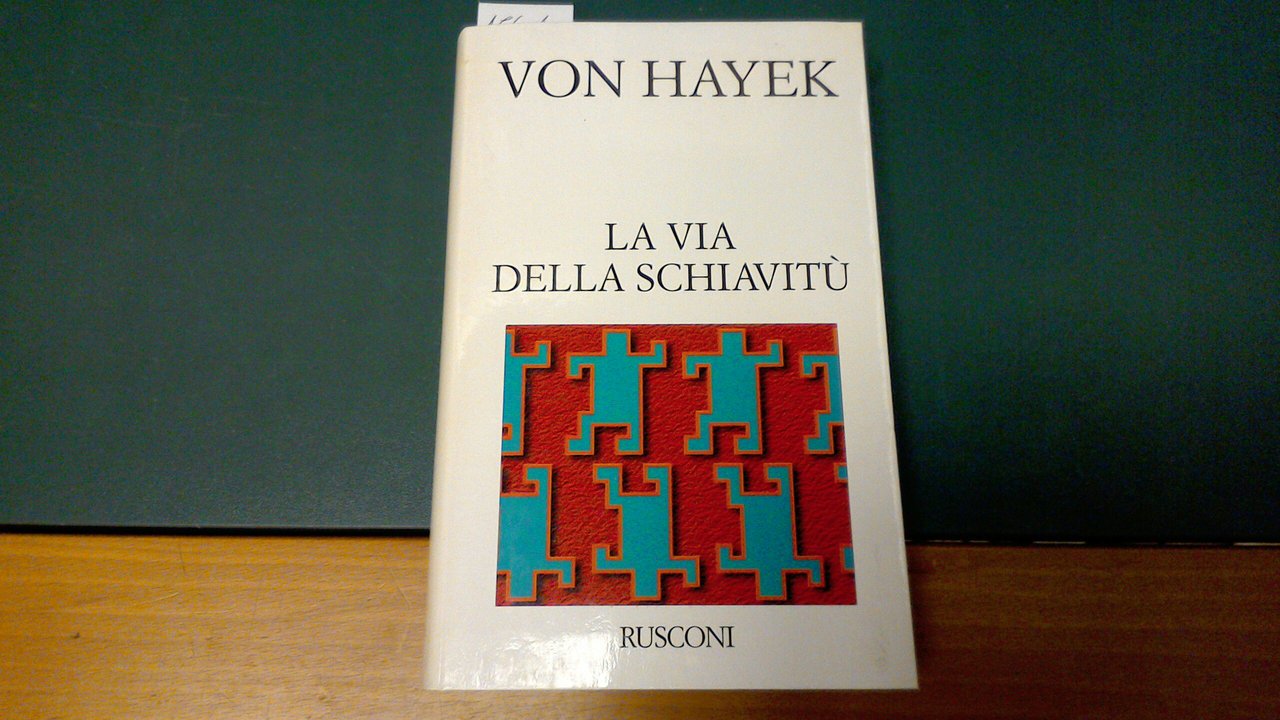 VON HAYEK
LA VIA
DELLA SCHIAVITÙ
RUSCONI